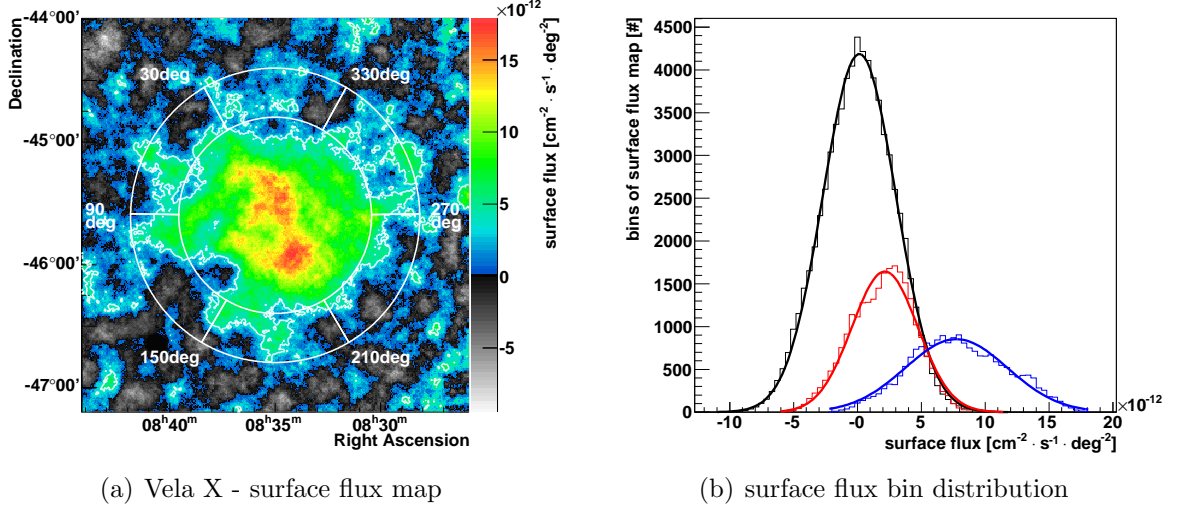 Declination
-44°00'
-45°00'
-46°00'
-47°00'
30deg
330deg
90
deg
270
deg
150deg
210deg
08ʰ40ᵐ
08ʰ35ᵐ
08ʰ30ᵐ
Right Ascension
×10⁻¹²
15
10
5
0
-5
surface flux [cm⁻² · s⁻¹ · deg⁻²]
(a) Vela X - surface flux map
bins of surface flux map [#]
4500
4000
3500
3000
2500
2000
1500
1000
500
0
-10
-5
-0
5
10
15
20
×10⁻¹²
surface flux [cm⁻² · s⁻¹ · deg⁻²]
(b) surface flux bin distribution